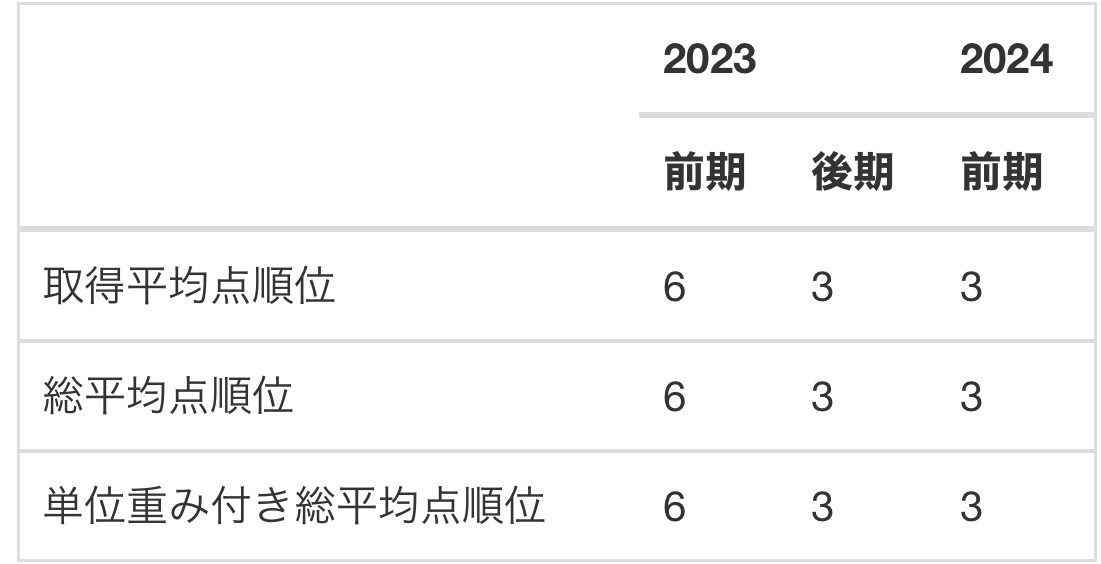 2023 2024
前期 後期 前期
取得平均点順位 6 3 3
総平均点順位 6 3 3
単位重み付き総平均点順位 6 3 3